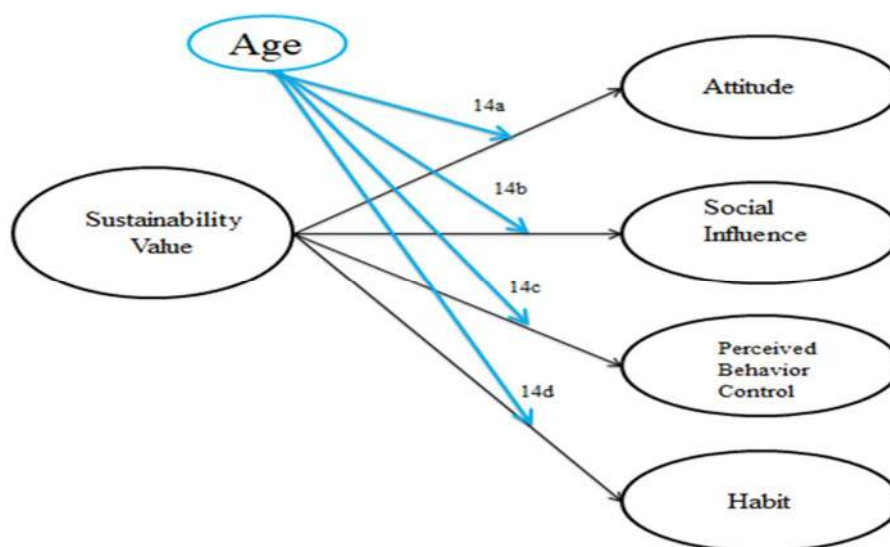 Age
14a
Attitude
14b
Sustainability
Value
Social
Influence
14c
Perceived
Behavior
Control
14d
Habit